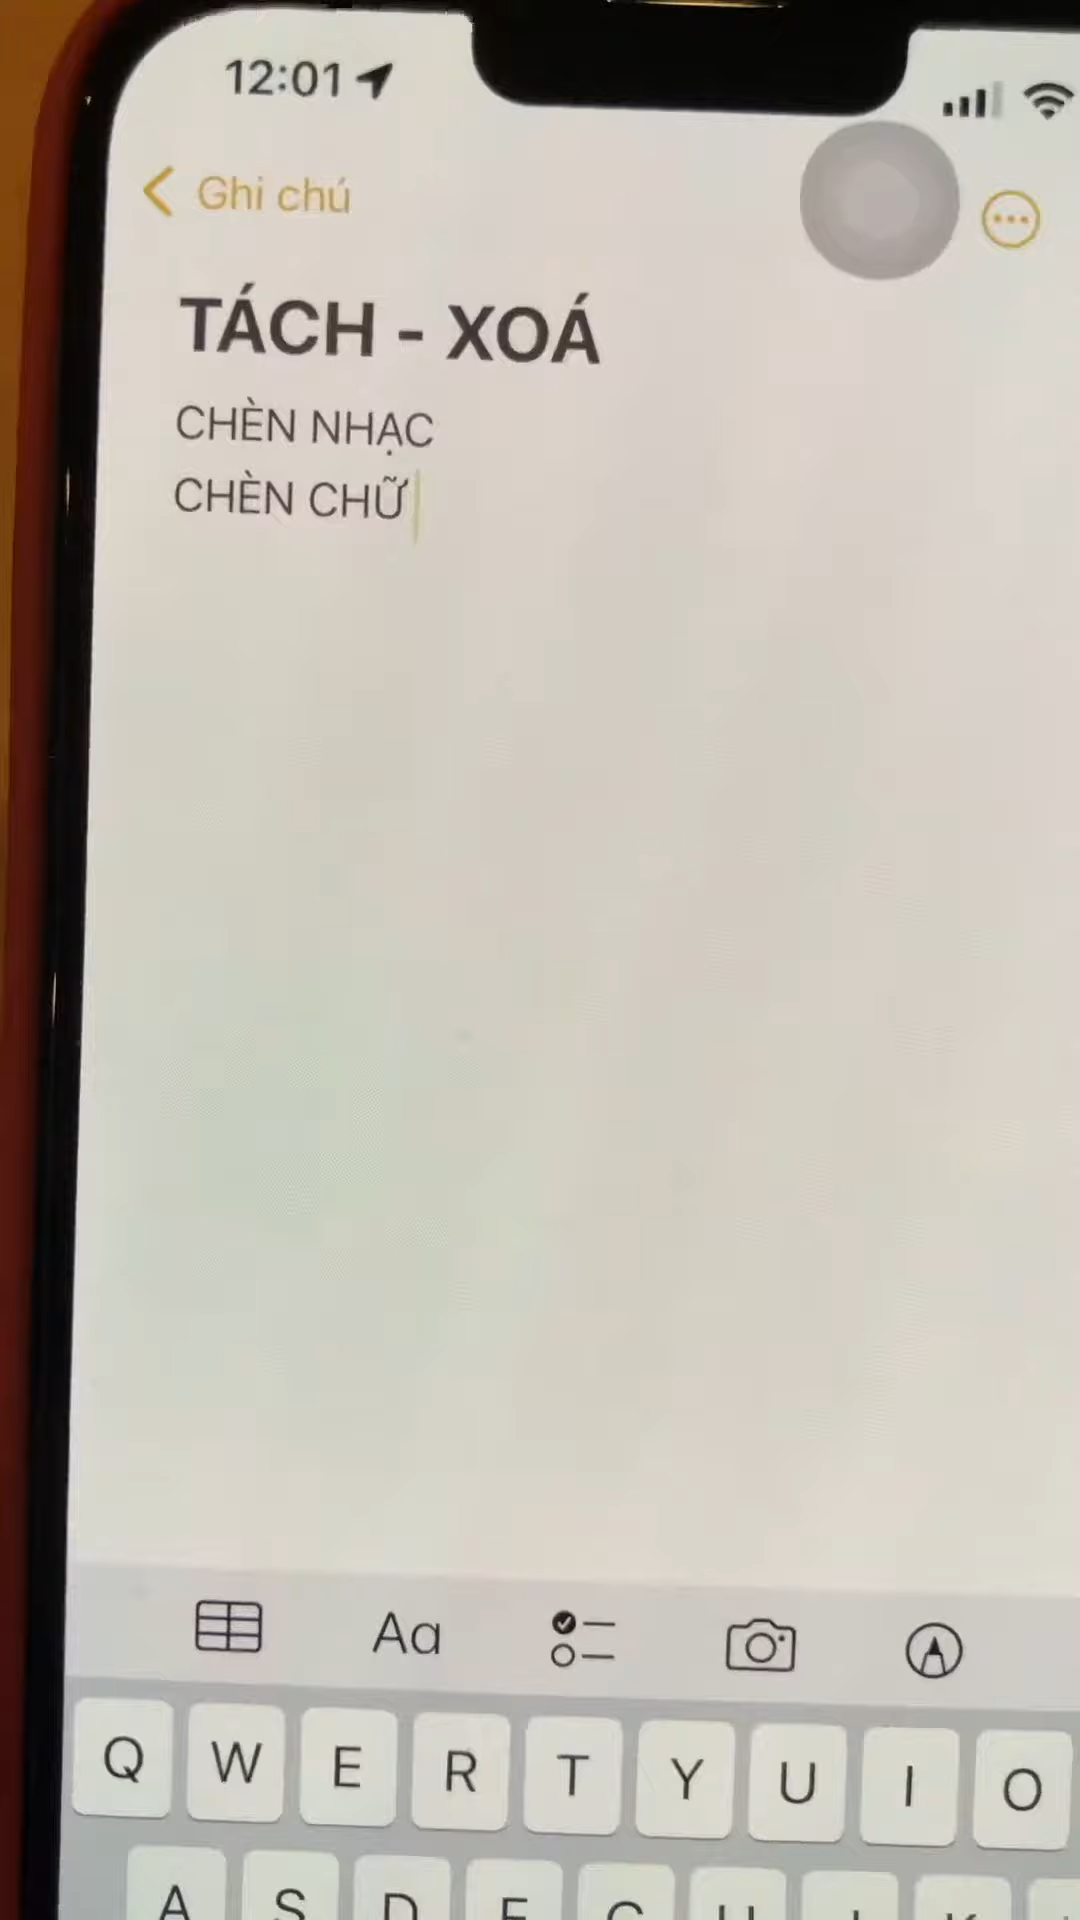 12:01
Ghi chú
TÁCH - XOÁ
CHÈN NHẠC
CHÈN CHỮ
Aa
Q W E R T Y U I O
A S D F G H J K